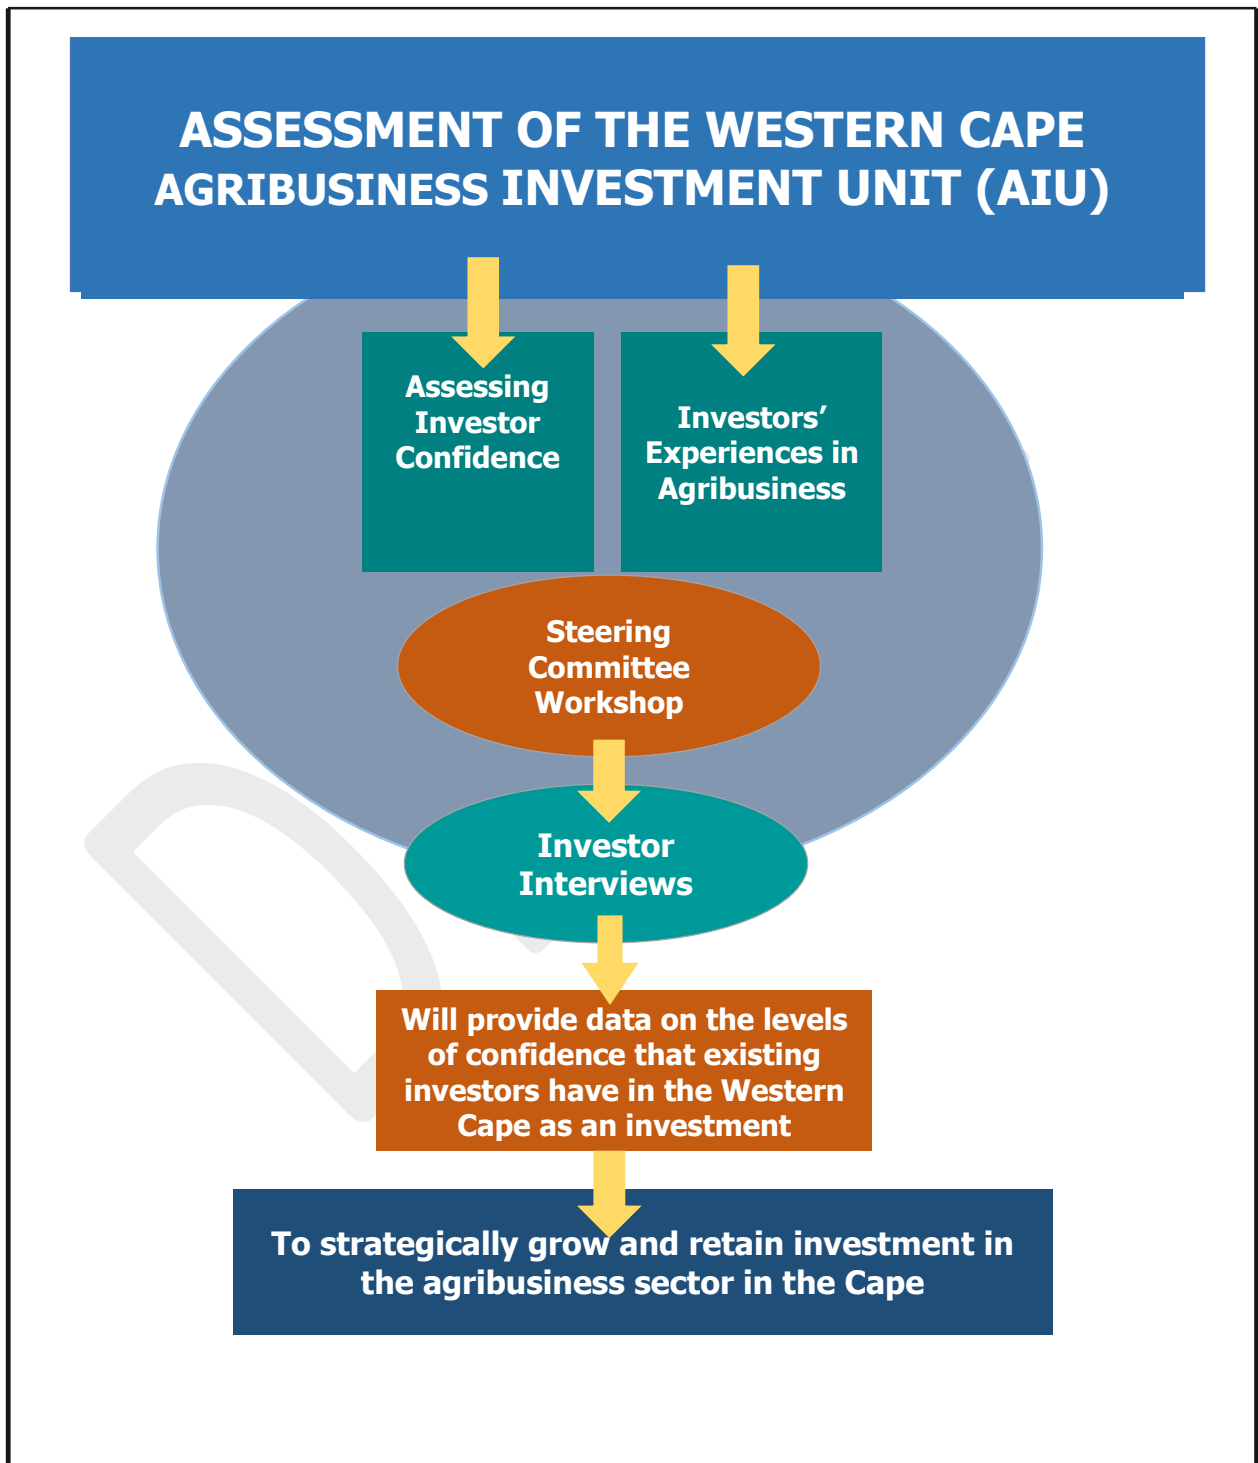 ASSESSMENT OF THE WESTERN CAPE
AGRIBUSINESS INVESTMENT UNIT (AIU)
Assessing
Investor
Confidence
Investors’
Experiences in
Agribusiness
Steering
Committee
Workshop
Investor
Interviews
Will provide data on the levels
of confidence that existing
investors have in the Western
Cape as an investment
To strategically grow and retain investment in
the agribusiness sector in the Cape